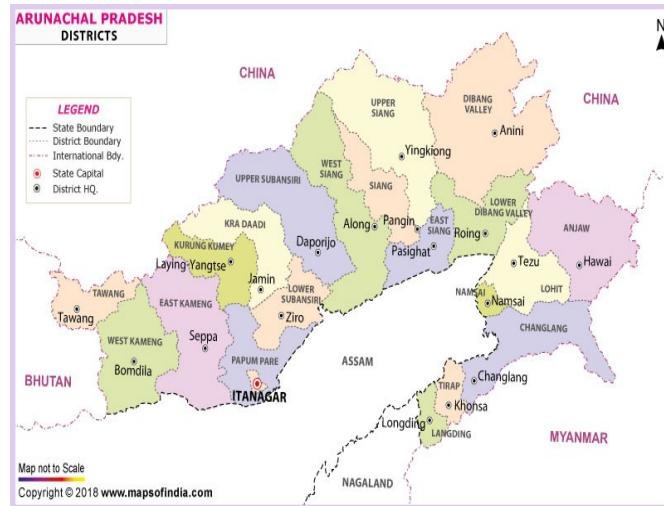 ARUNACHAL PRADESH
DISTRICTS
N
CHINA
CHINA
LEGEND
State Boundary
District Boundary
International Bdy.
State Capital
District HQ.
UPPER
SIANG
DIBANG
VALLEY
Anini
Yingkiong
WEST
SIANG
SIANG
UPPER SUBANSIRI
LOWER
DIBANG VALLEY
KRA DAADI
Along
Pangin
EAST
SIANG
Roing
ANJAW
KURUNG KUMEY
Daporijo
Pasighat
Laying-Yangtse
Tezu
Hawai
Jamin
LOWER
SUBANSIRI
TAWANG
EAST KAMENG
NAMSAI
Namsai
LOHIT
Tawang
Ziro
CHANGLANG
WEST KAMENG
Seppa
PAPUM PARE
ASSAM
Bomdila
BHUTAN
ITANAGAR
TIRAP
Changlang
Khonsa
Longding
LANGDING
MYANMAR
NAGALAND
Map not to Scale
Copyright © 2018 www.mapsofindia.com